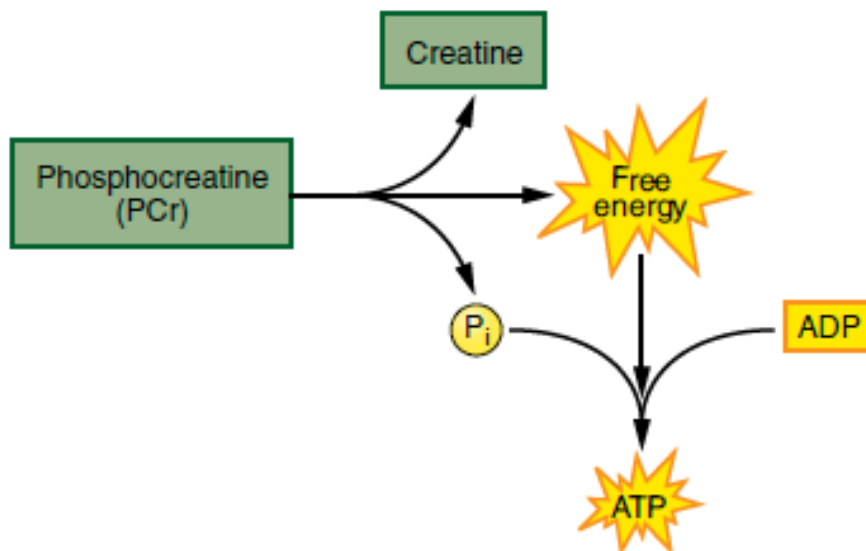 Creatine
Phosphocreatine
(PCr)
Free
energy
Pi
ADP
ATP